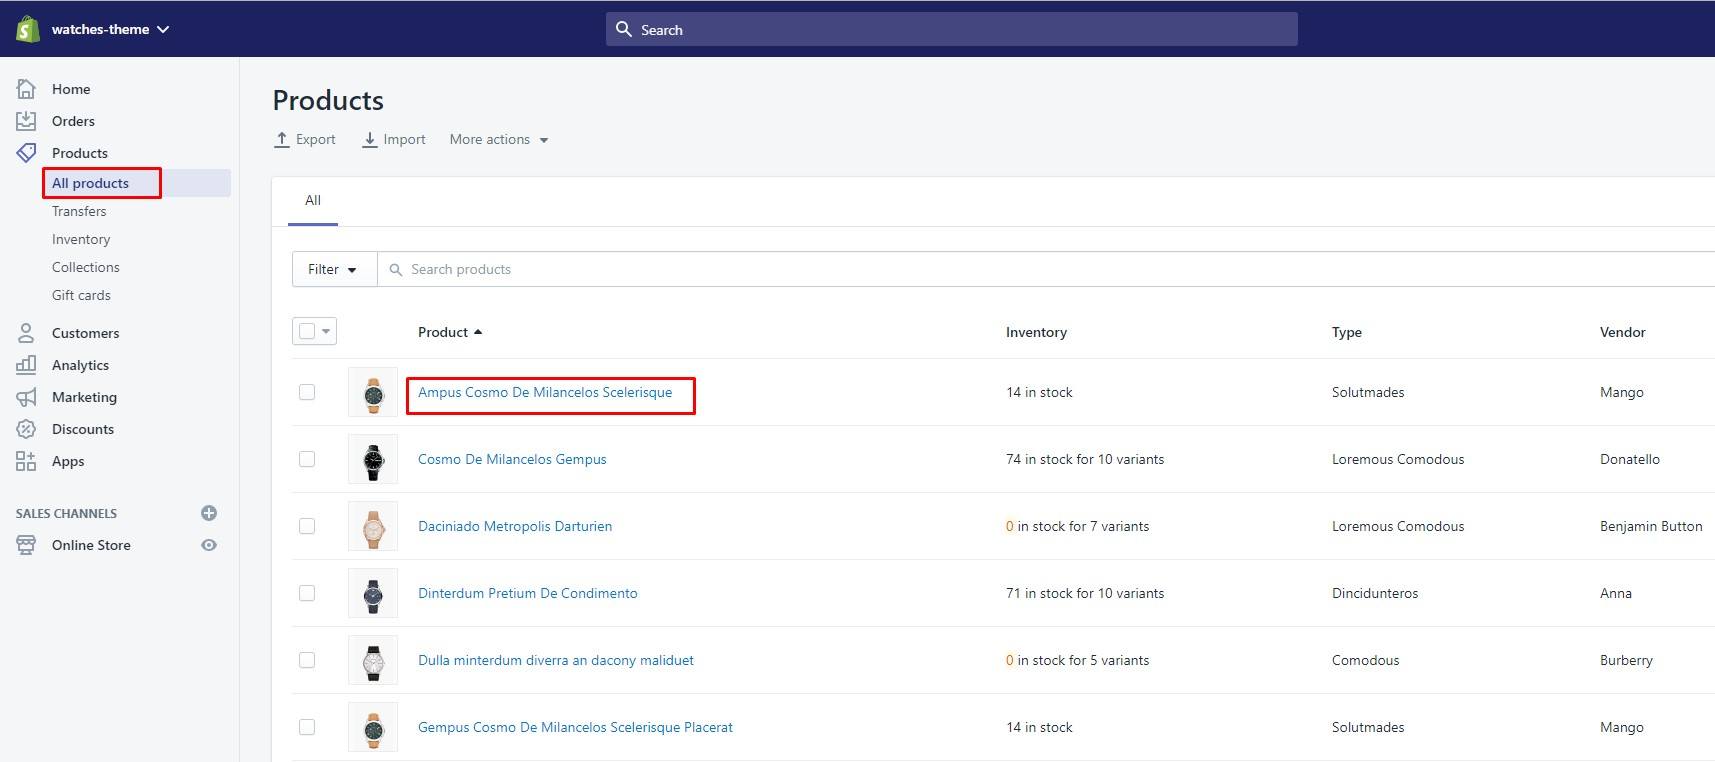 watches-theme
Search
Home
Orders
Products
All products
Transfers
Inventory
Collections
Gift cards
Customers
Analytics
Marketing
Discounts
Apps
SALES CHANNELS
Online Store
Products
Export Import More actions
All
Filter Search products
Product Inventory Type Vendor
Ampus Cosmo De Milancelos Scelerisque 14 in stock Solutmades Mango
Cosmo De Milancelos Gempus 74 in stock for 10 variants Loremous Comodous Donatello
Daciniado Metropolis Darturien 0 in stock for 7 variants Loremous Comodous Benjamin Button
Dinterdum Pretium De Condimento 71 in stock for 10 variants Dincidunteros Anna
Dulla minterdum diverra an dacony maliduet 0 in stock for 5 variants Comodous Burberry
Gempus Cosmo De Milancelos Scelerisque Placerat 14 in stock Solutmades Mango